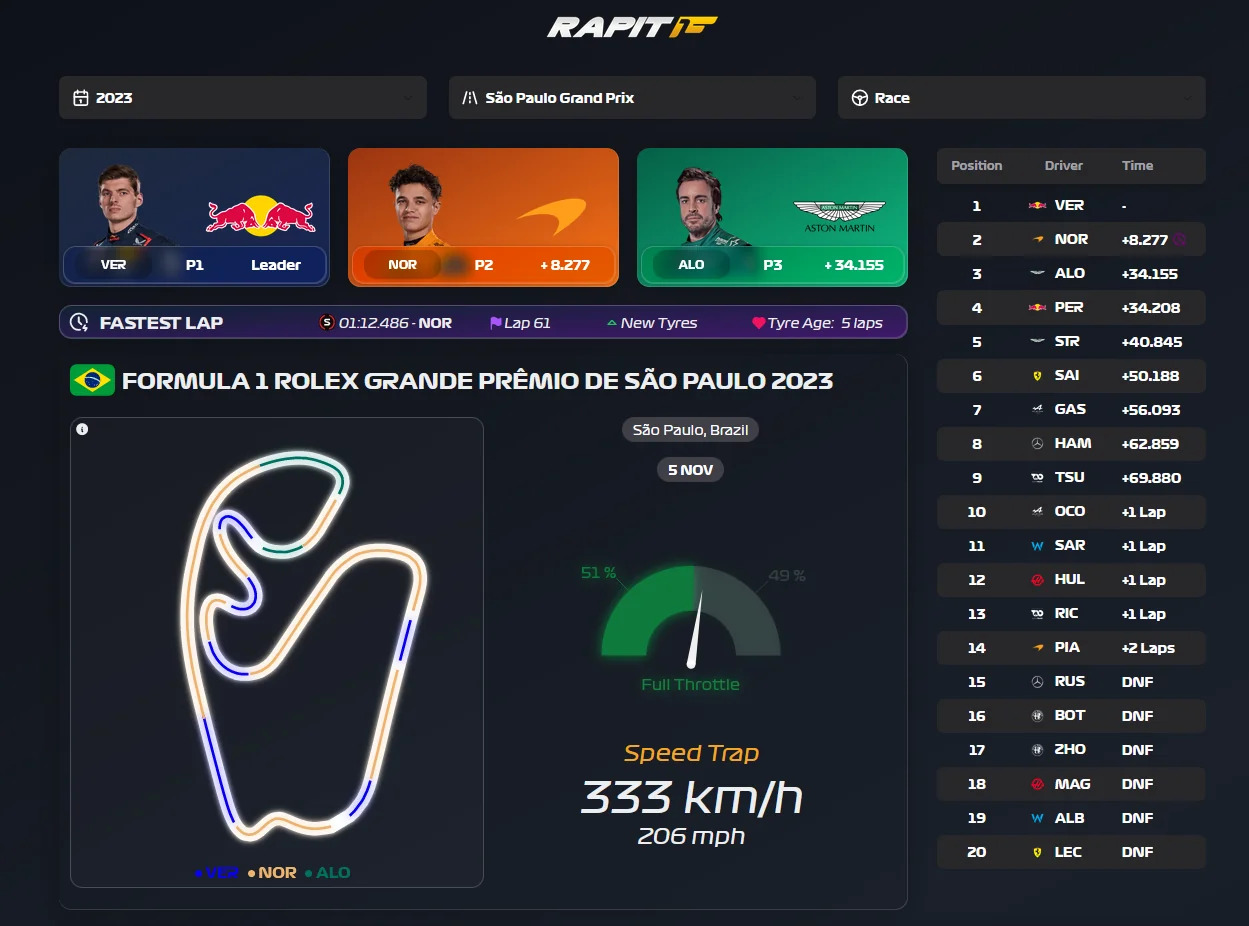 RAPIT1F
2023
São Paulo Grand Prix
Race
VER P1 Leader
NOR P2 +8.277
ASTON MARTIN
ASTON MARTIN
ALO P3 +34.155
FASTEST LAP S 01:12.486 - NOR Lap 61 New Tyres Tyre Age: 5 laps
FORMULA 1 ROLEX GRANDE PRÊMIO DE SÃO PAULO 2023
São Paulo, Brazil
5 NOV
51 %
49 %
Full Throttle
Speed Trap
333 km/h
206 mph
VER NOR ALO
Position Driver Time
1 VER -
2 NOR +8.277
3 ALO +34.155
4 PER +34.208
5 STR +40.845
6 SAI +50.188
7 GAS +56.093
8 HAM +62.859
9 TSU +69.880
10 OCO +1 Lap
11 SAR +1 Lap
12 HUL +1 Lap
13 RIC +1 Lap
14 PIA +2 Laps
15 RUS DNF
16 BOT DNF
17 ZHO DNF
18 MAG DNF
19 ALB DNF
20 LEC DNF